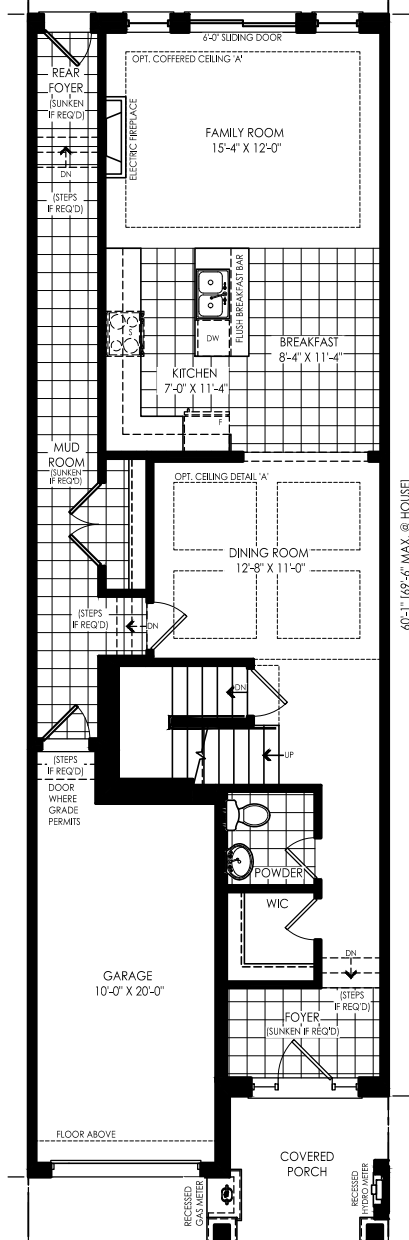 6'-0" SLIDING DOOR
OPT. COFFERED CEILING 'A'
REAR
FOYER
(SUNKEN
IF REQ'D)
DN
(STEPS
IF REQ'D)
ELECTRIC FIREPLACE
FAMILY ROOM
15'-4" X 12'-0"
FLUSH BREAKFAST BAR
S
DW
BREAKFAST
8'-4" X 11'-4"
KITCHEN
7'-0" X 11'-4"
F
MUD
ROOM
(SUNKEN
IF REQ'D)
OPT. CEILING DETAIL 'A'
DINING ROOM
12'-8" X 11'-0"
60'-1" [69'-6" MAX. @ HOUSE]
(STEPS
IF REQ'D)
DN
DN
UP
(STEPS
IF REQ'D)
DOOR
WHERE
GRADE
PERMITS
POWDER
WIC
DN
(STEPS
IF REQ'D)
FOYER
(SUNKEN IF REQ'D)
GARAGE
10'-0" X 20'-0"
FLOOR ABOVE
COVERED
PORCH
RECESSED
GAS METER
RECESSED
HYDRO METER